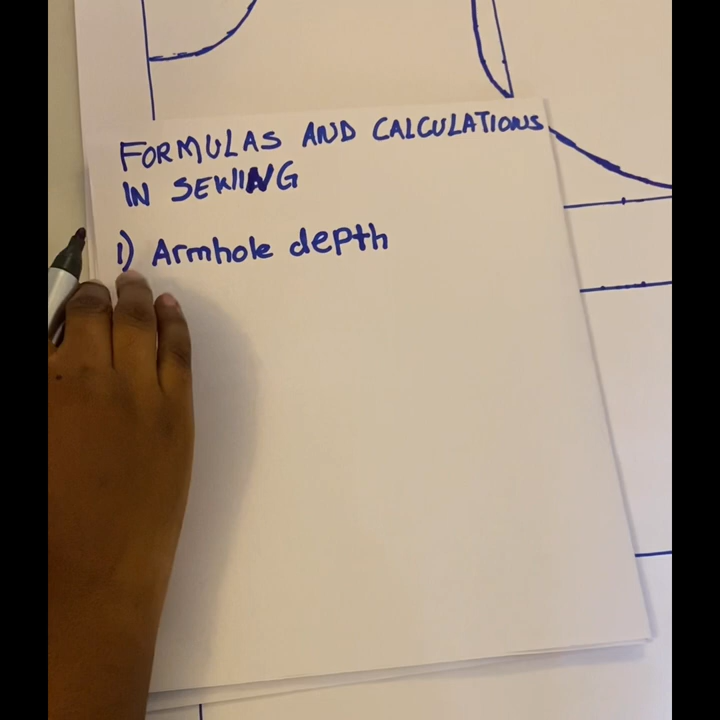 FORMULAS AND CALCULATIONS
IN SEWING
1) Armhole depth